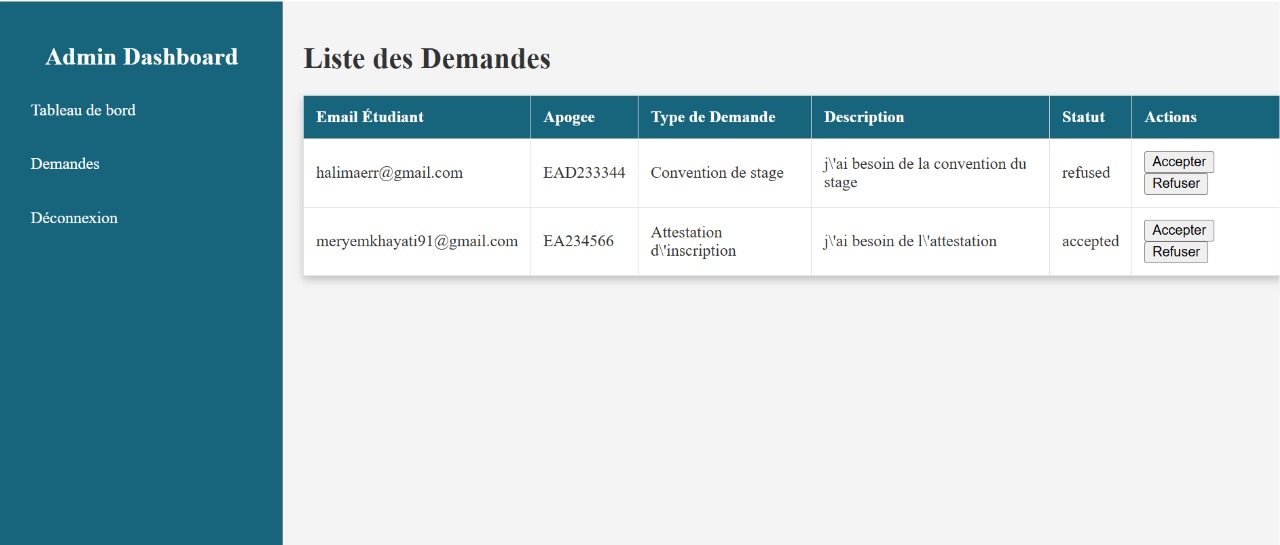 Admin Dashboard
Tableau de bord
Demandes
Déconnexion
Liste des Demandes
Email Étudiant Apogee Type de Demande Description Statut Actions
halimaerr@gmail.com EAD233344 Convention de stage j\'ai besoin de la convention du stage refused Accepter Refuser
meryemkhayati91@gmail.com EA234566 Attestation d\'inscription j\'ai besoin de l\'attestation accepted Accepter Refuser